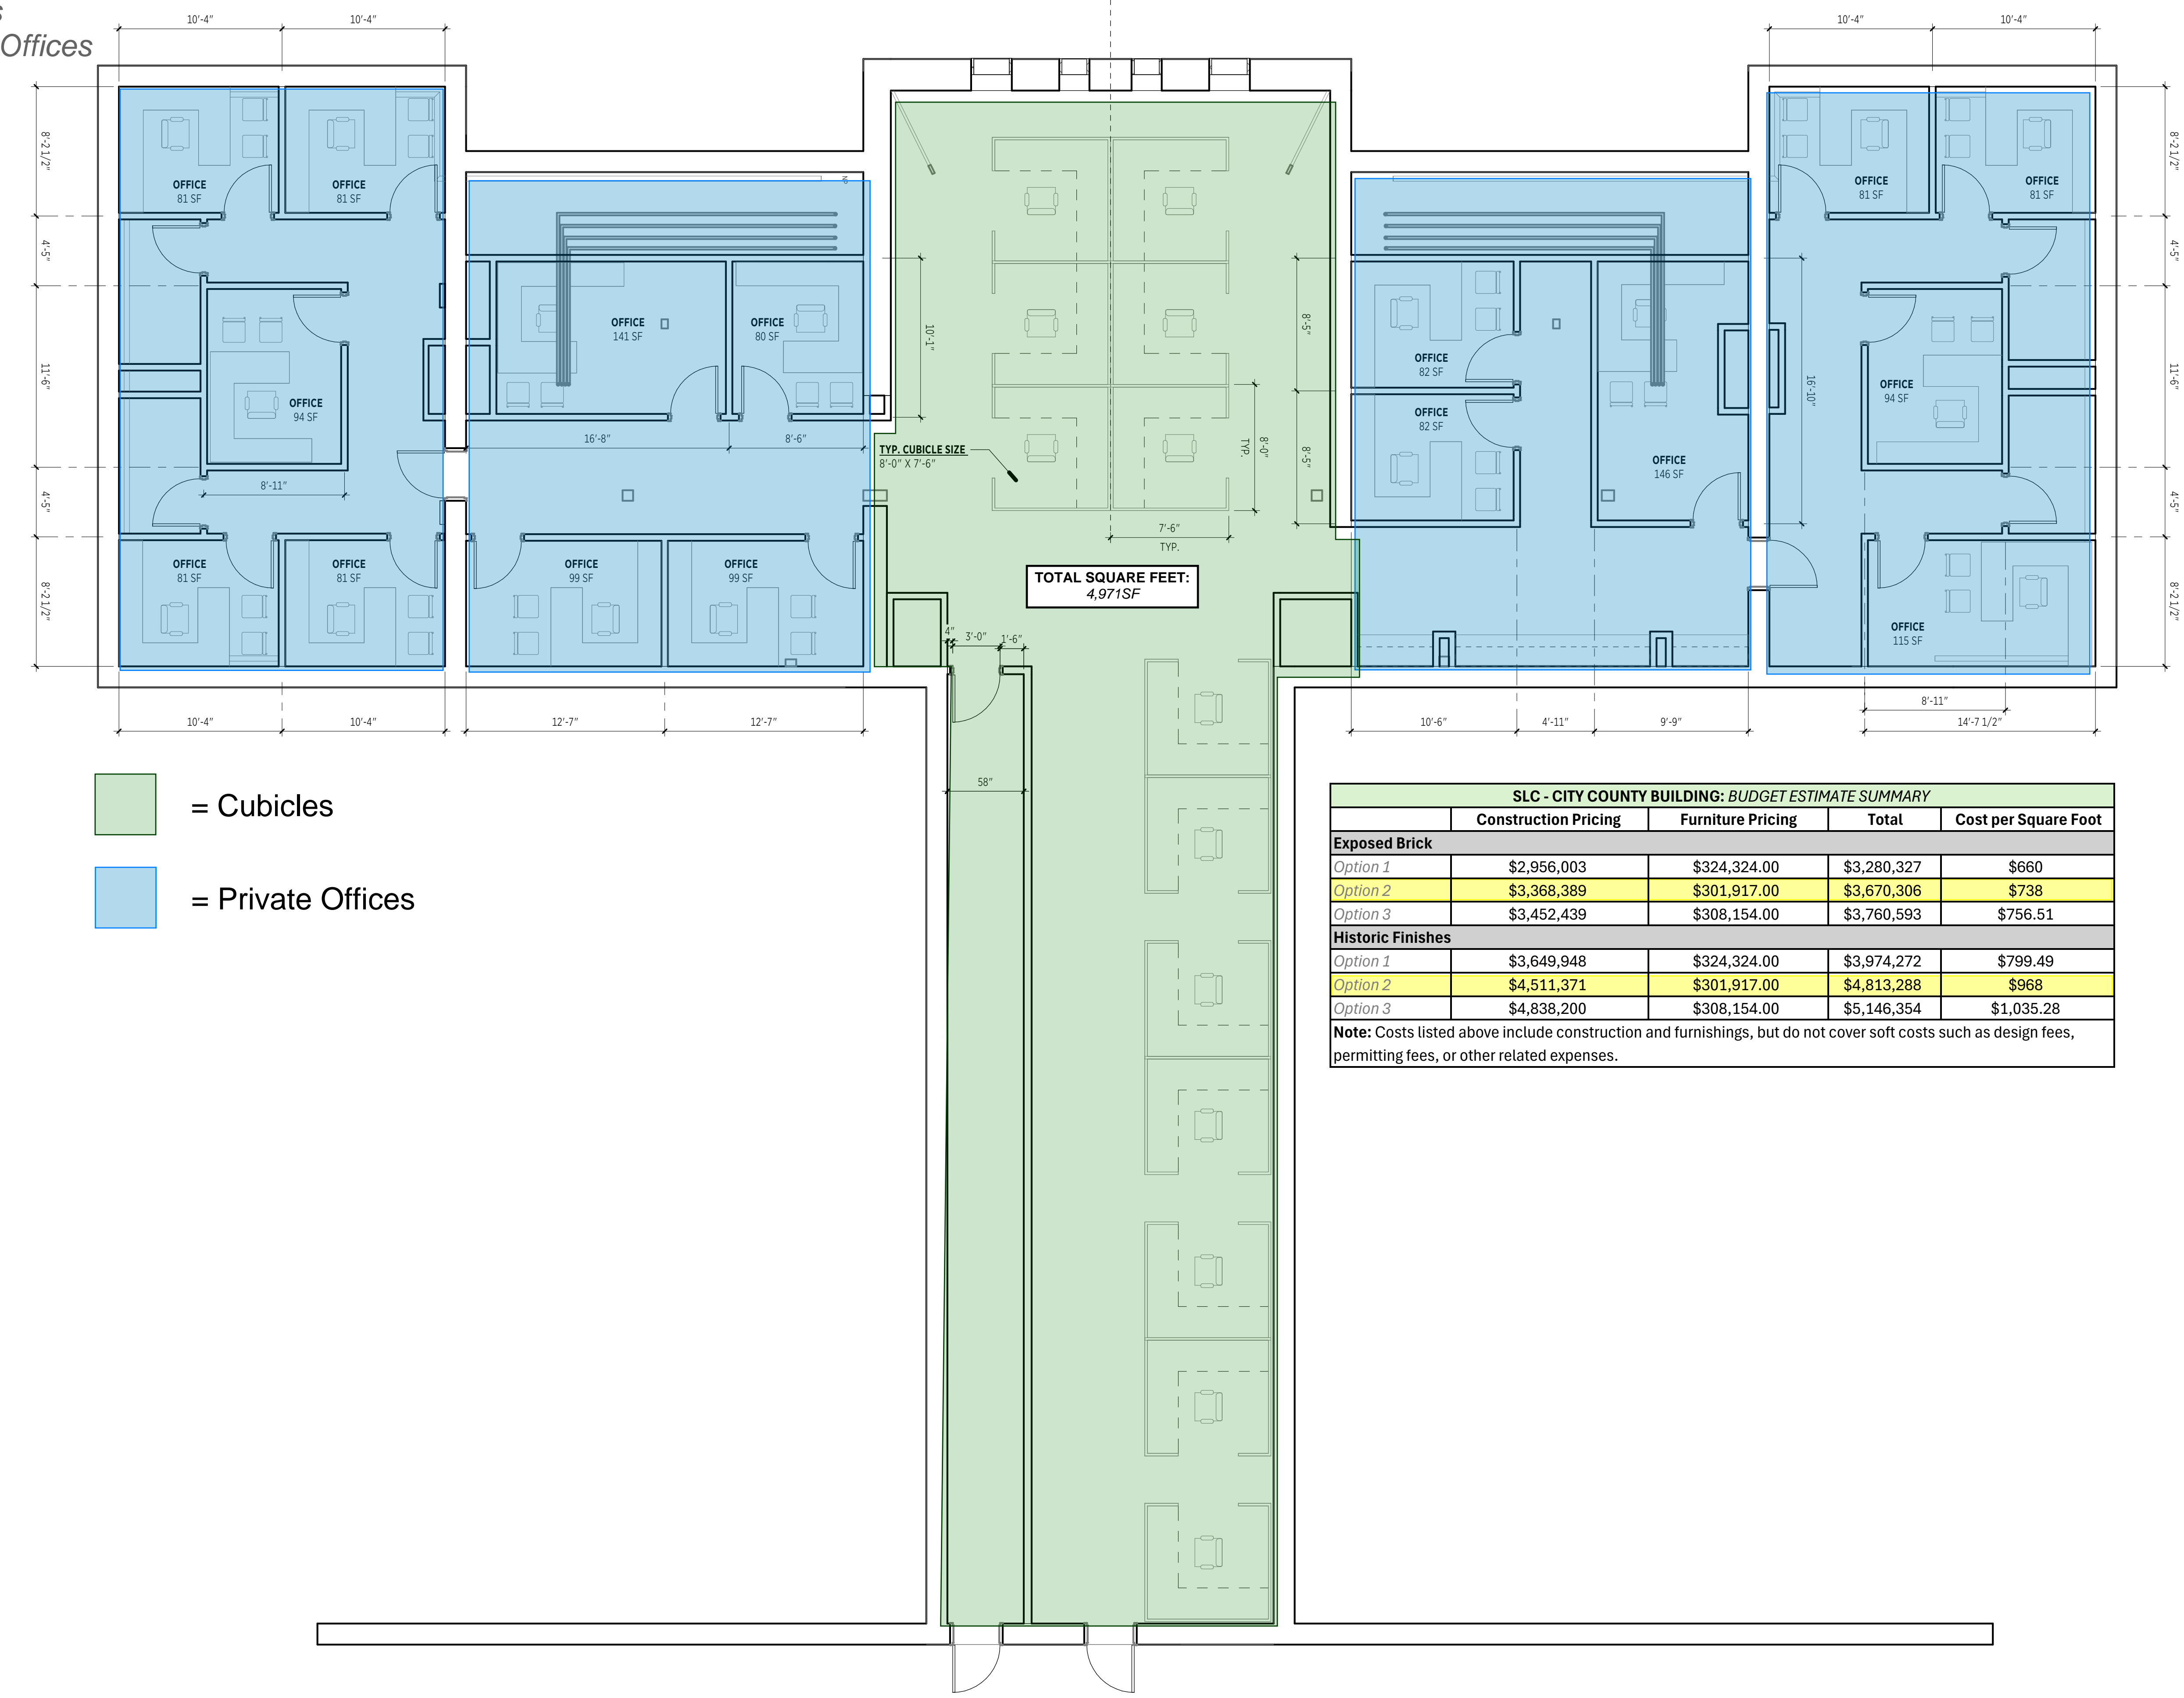 s
Offices
10'-4"
10'-4"
10'-4"
10'-4"
8'-2 1/2"
4'-5"
11'-6"
4'-5"
8'-2 1/2"
OFFICE
81 SF
OFFICE
81 SF
OFFICE
94 SF
8'-11"
OFFICE
81 SF
OFFICE
81 SF
OFFICE
141 SF
OFFICE
80 SF
16'-8"
8'-6"
OFFICE
99 SF
OFFICE
99 SF
10'-1"
TYP. CUBICLE SIZE
8'-0" X 7'-6"
8'-0"
TYP.
8'-5"
8'-5"
7'-6"
TYP.
TOTAL SQUARE FEET:
4,971SF
4"
3'-0"
1'-6"
58"
OFFICE
82 SF
OFFICE
82 SF
OFFICE
146 SF
16'-10"
OFFICE
81 SF
OFFICE
81 SF
OFFICE
94 SF
OFFICE
115 SF
8'-2 1/2"
4'-5"
11'-6"
4'-5"
8'-2 1/2"
10'-4"
10'-4"
12'-7"
12'-7"
10'-6"
4'-11"
9'-9"
8'-11"
14'-7 1/2"
= Cubicles
= Private Offices
SLC - CITY COUNTY BUILDING: BUDGET ESTIMATE SUMMARY
Construction Pricing Furniture Pricing Total Cost per Square Foot
Exposed Brick
Option 1 $2,956,003 $324,324.00 $3,280,327 $660
Option 2 $3,368,389 $301,917.00 $3,670,306 $738
Option 3 $3,452,439 $308,154.00 $3,760,593 $756.51
Historic Finishes
Option 1 $3,649,948 $324,324.00 $3,974,272 $799.49
Option 2 $4,511,371 $301,917.00 $4,813,288 $968
Option 3 $4,838,200 $308,154.00 $5,146,354 $1,035.28
Note: Costs listed above include construction and furnishings, but do not cover soft costs such as design fees,
permitting fees, or other related expenses.